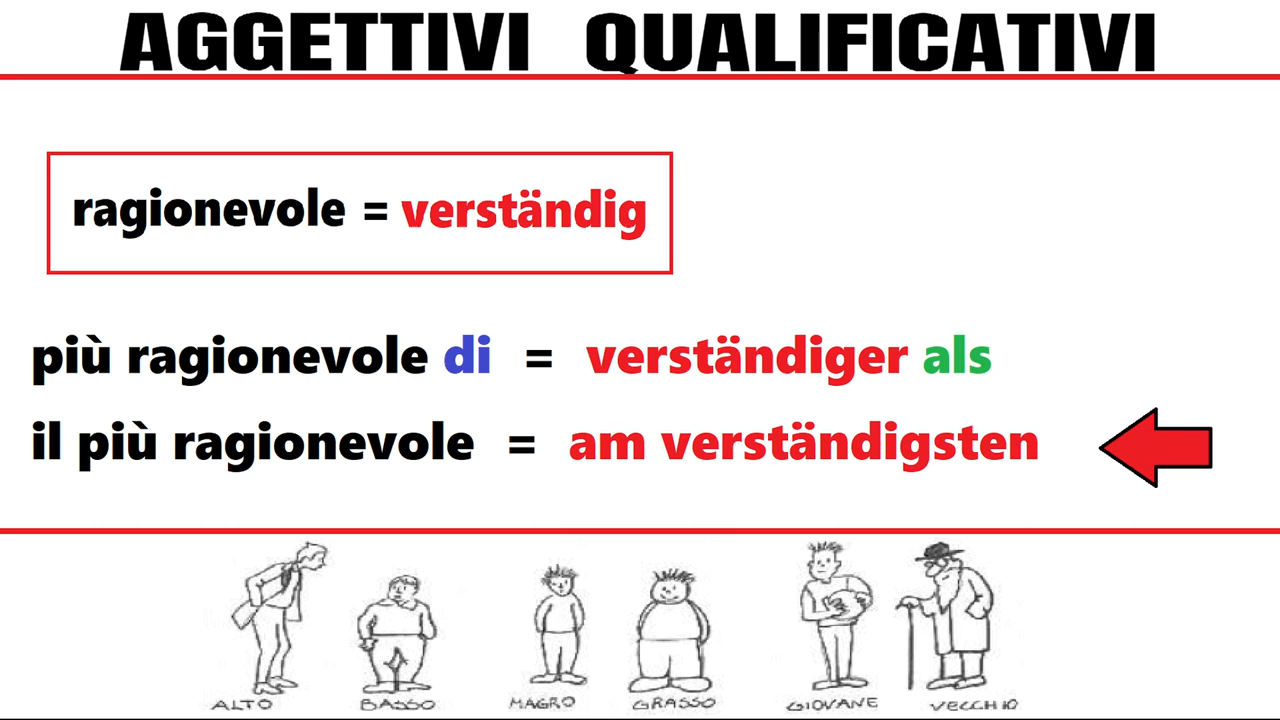 AGGETTIVI QUALIFICATIVI
ragionevole = verständig
più ragionevole di = verständiger als
il più ragionevole = am verständigsten
ALTO BASSO MAGRO GRASSO GIOVANE VECCHIO